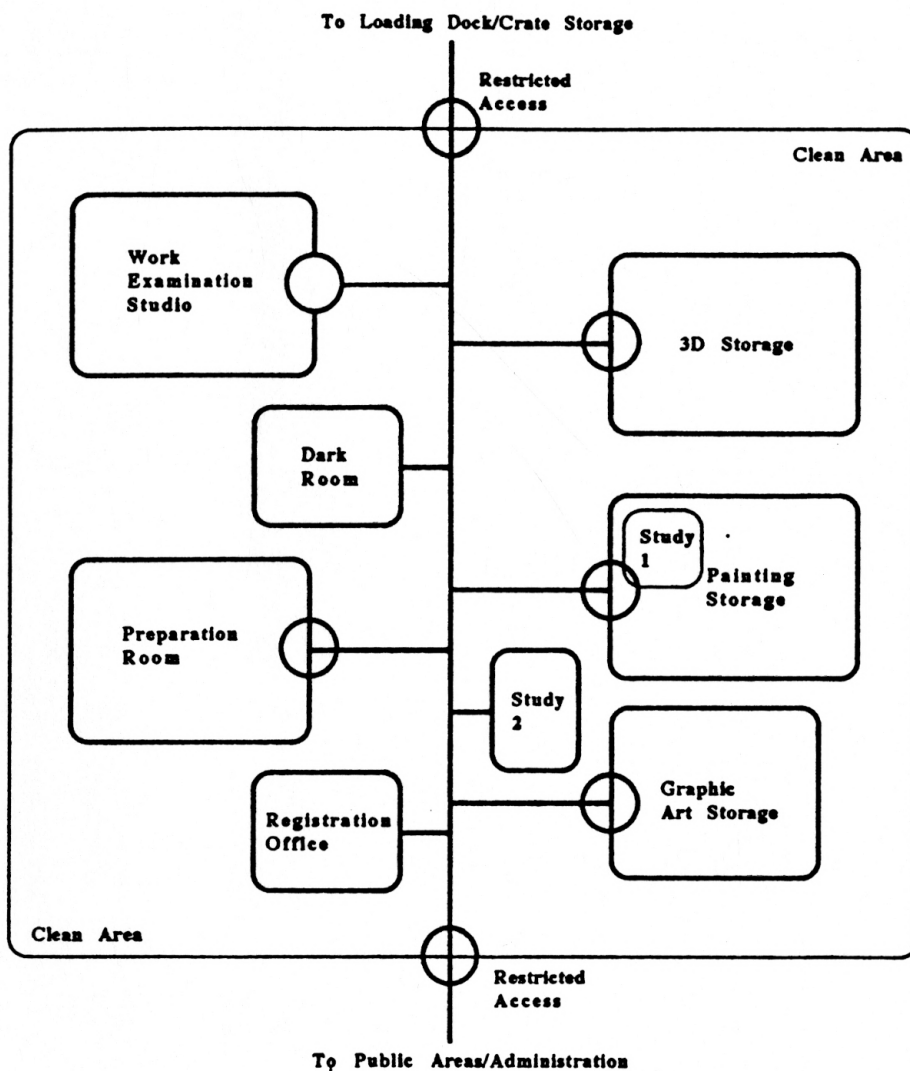 To Loading Dock/Crate Storage
Restricted
Access
Clean Area
Work
Examination
Studio
3D Storage
Dark
Room
Study
1
Painting
Storage
Preparation
Room
Study
2
Graphic
Art Storage
Registration
Office
Clean Area
Restricted
Access
To Public Areas/Administration